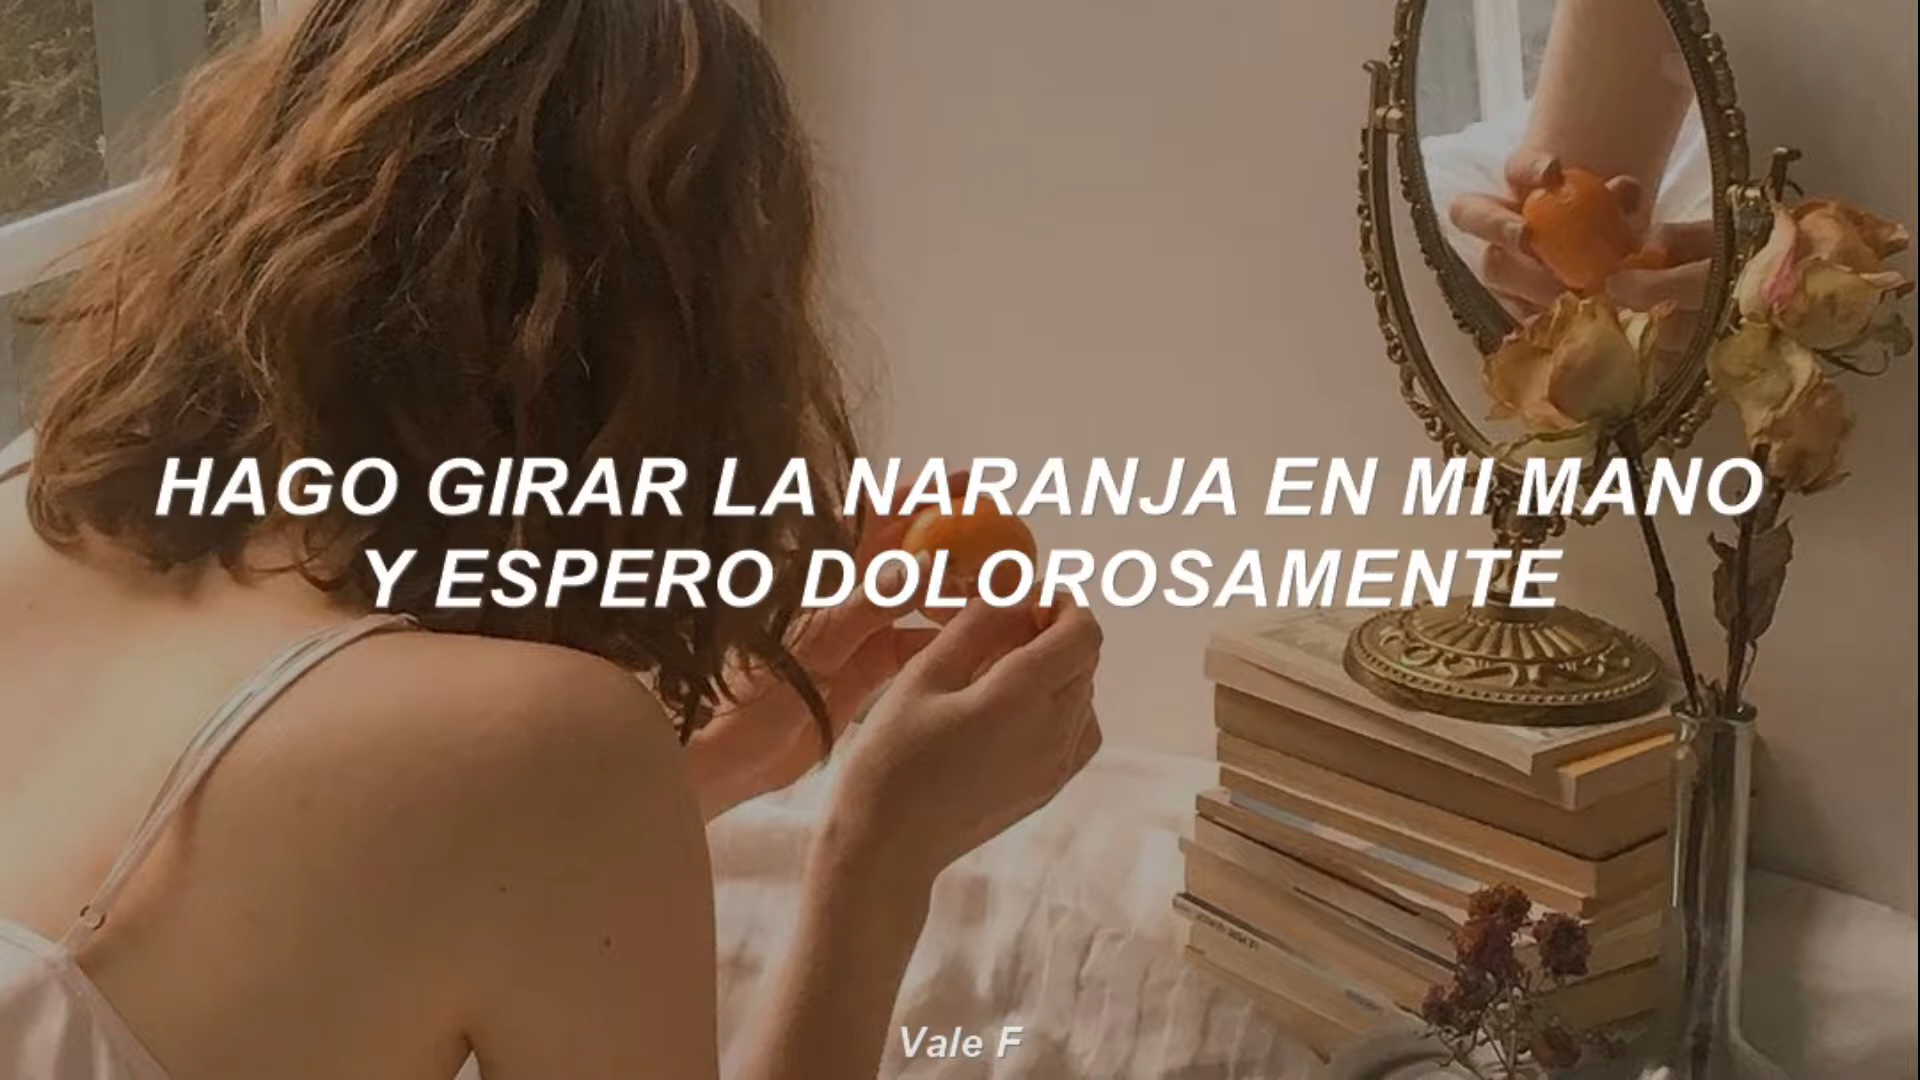 HAGO GIRAR LA NARANJA EN MI MANO
Y ESPERO DOLOROSAMENTE
Vale F